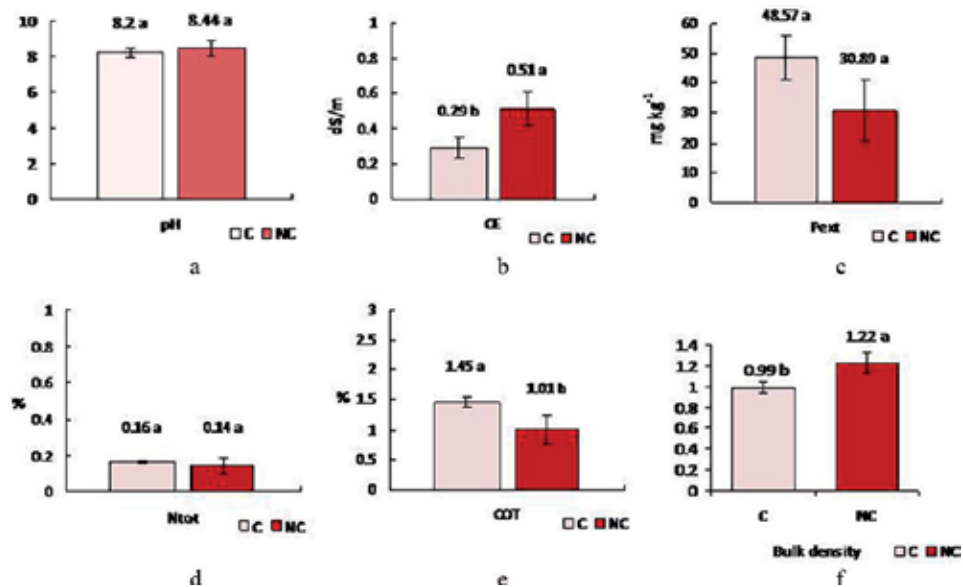 10
8
6
4
2
0
8.2 a
8.44 a
pH
C NC
a
dS/m
1
0.8
0.6
0.4
0.2
0
0.29 b
0.51 a
CE
C NC
b
mg kg-1
60
50
40
30
20
10
0
48.57 a
30.89 a
Pext
C NC
c
%
1
0.8
0.6
0.4
0.2
0
0.16 a
0.14 a
Ntot
C NC
d
%
3
2.5
2
1.5
1
0.5
0
1.45 a
1.01 b
COT
C NC
e
1.4
1.2
1
0.8
0.6
0.4
0.2
0
0.99 b
1.22 a
C
NC
Bulk density
C NC
f